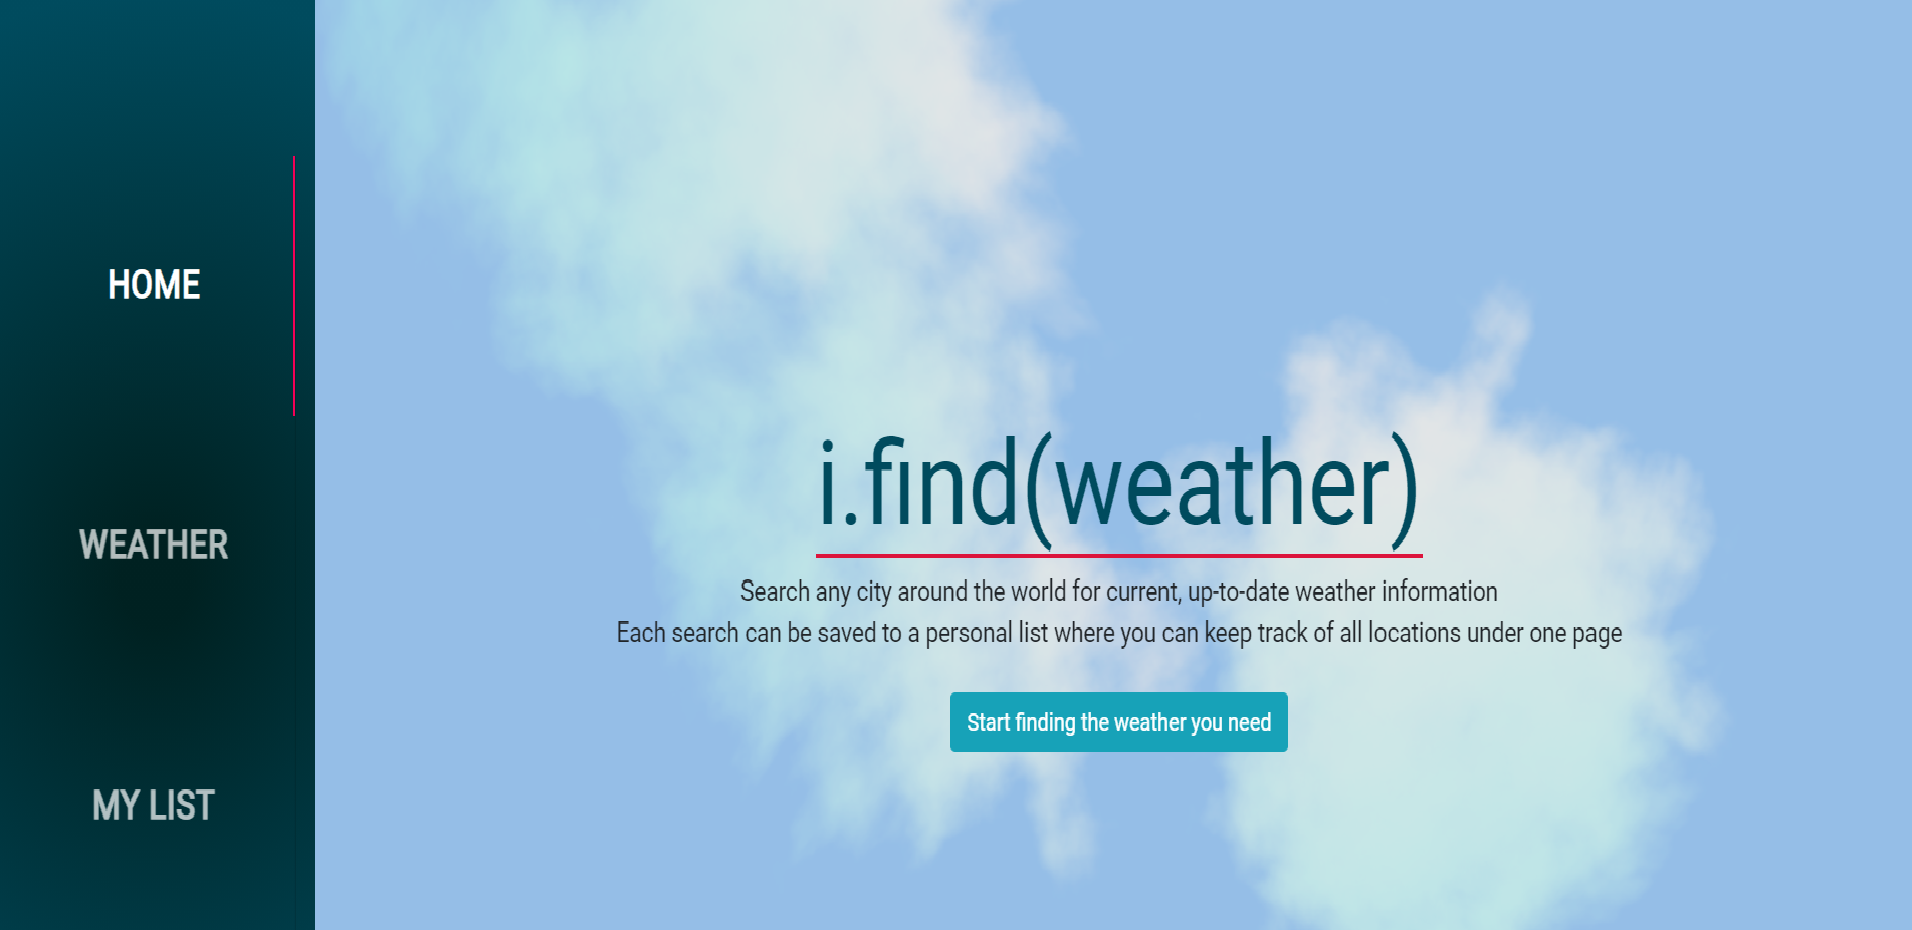 HOME
WEATHER
MY LIST
i.find(weather)
Search any city around the world for current, up-to-date weather information
Each search can be saved to a personal list where you can keep track of all locations under one page
Start finding the weather you need